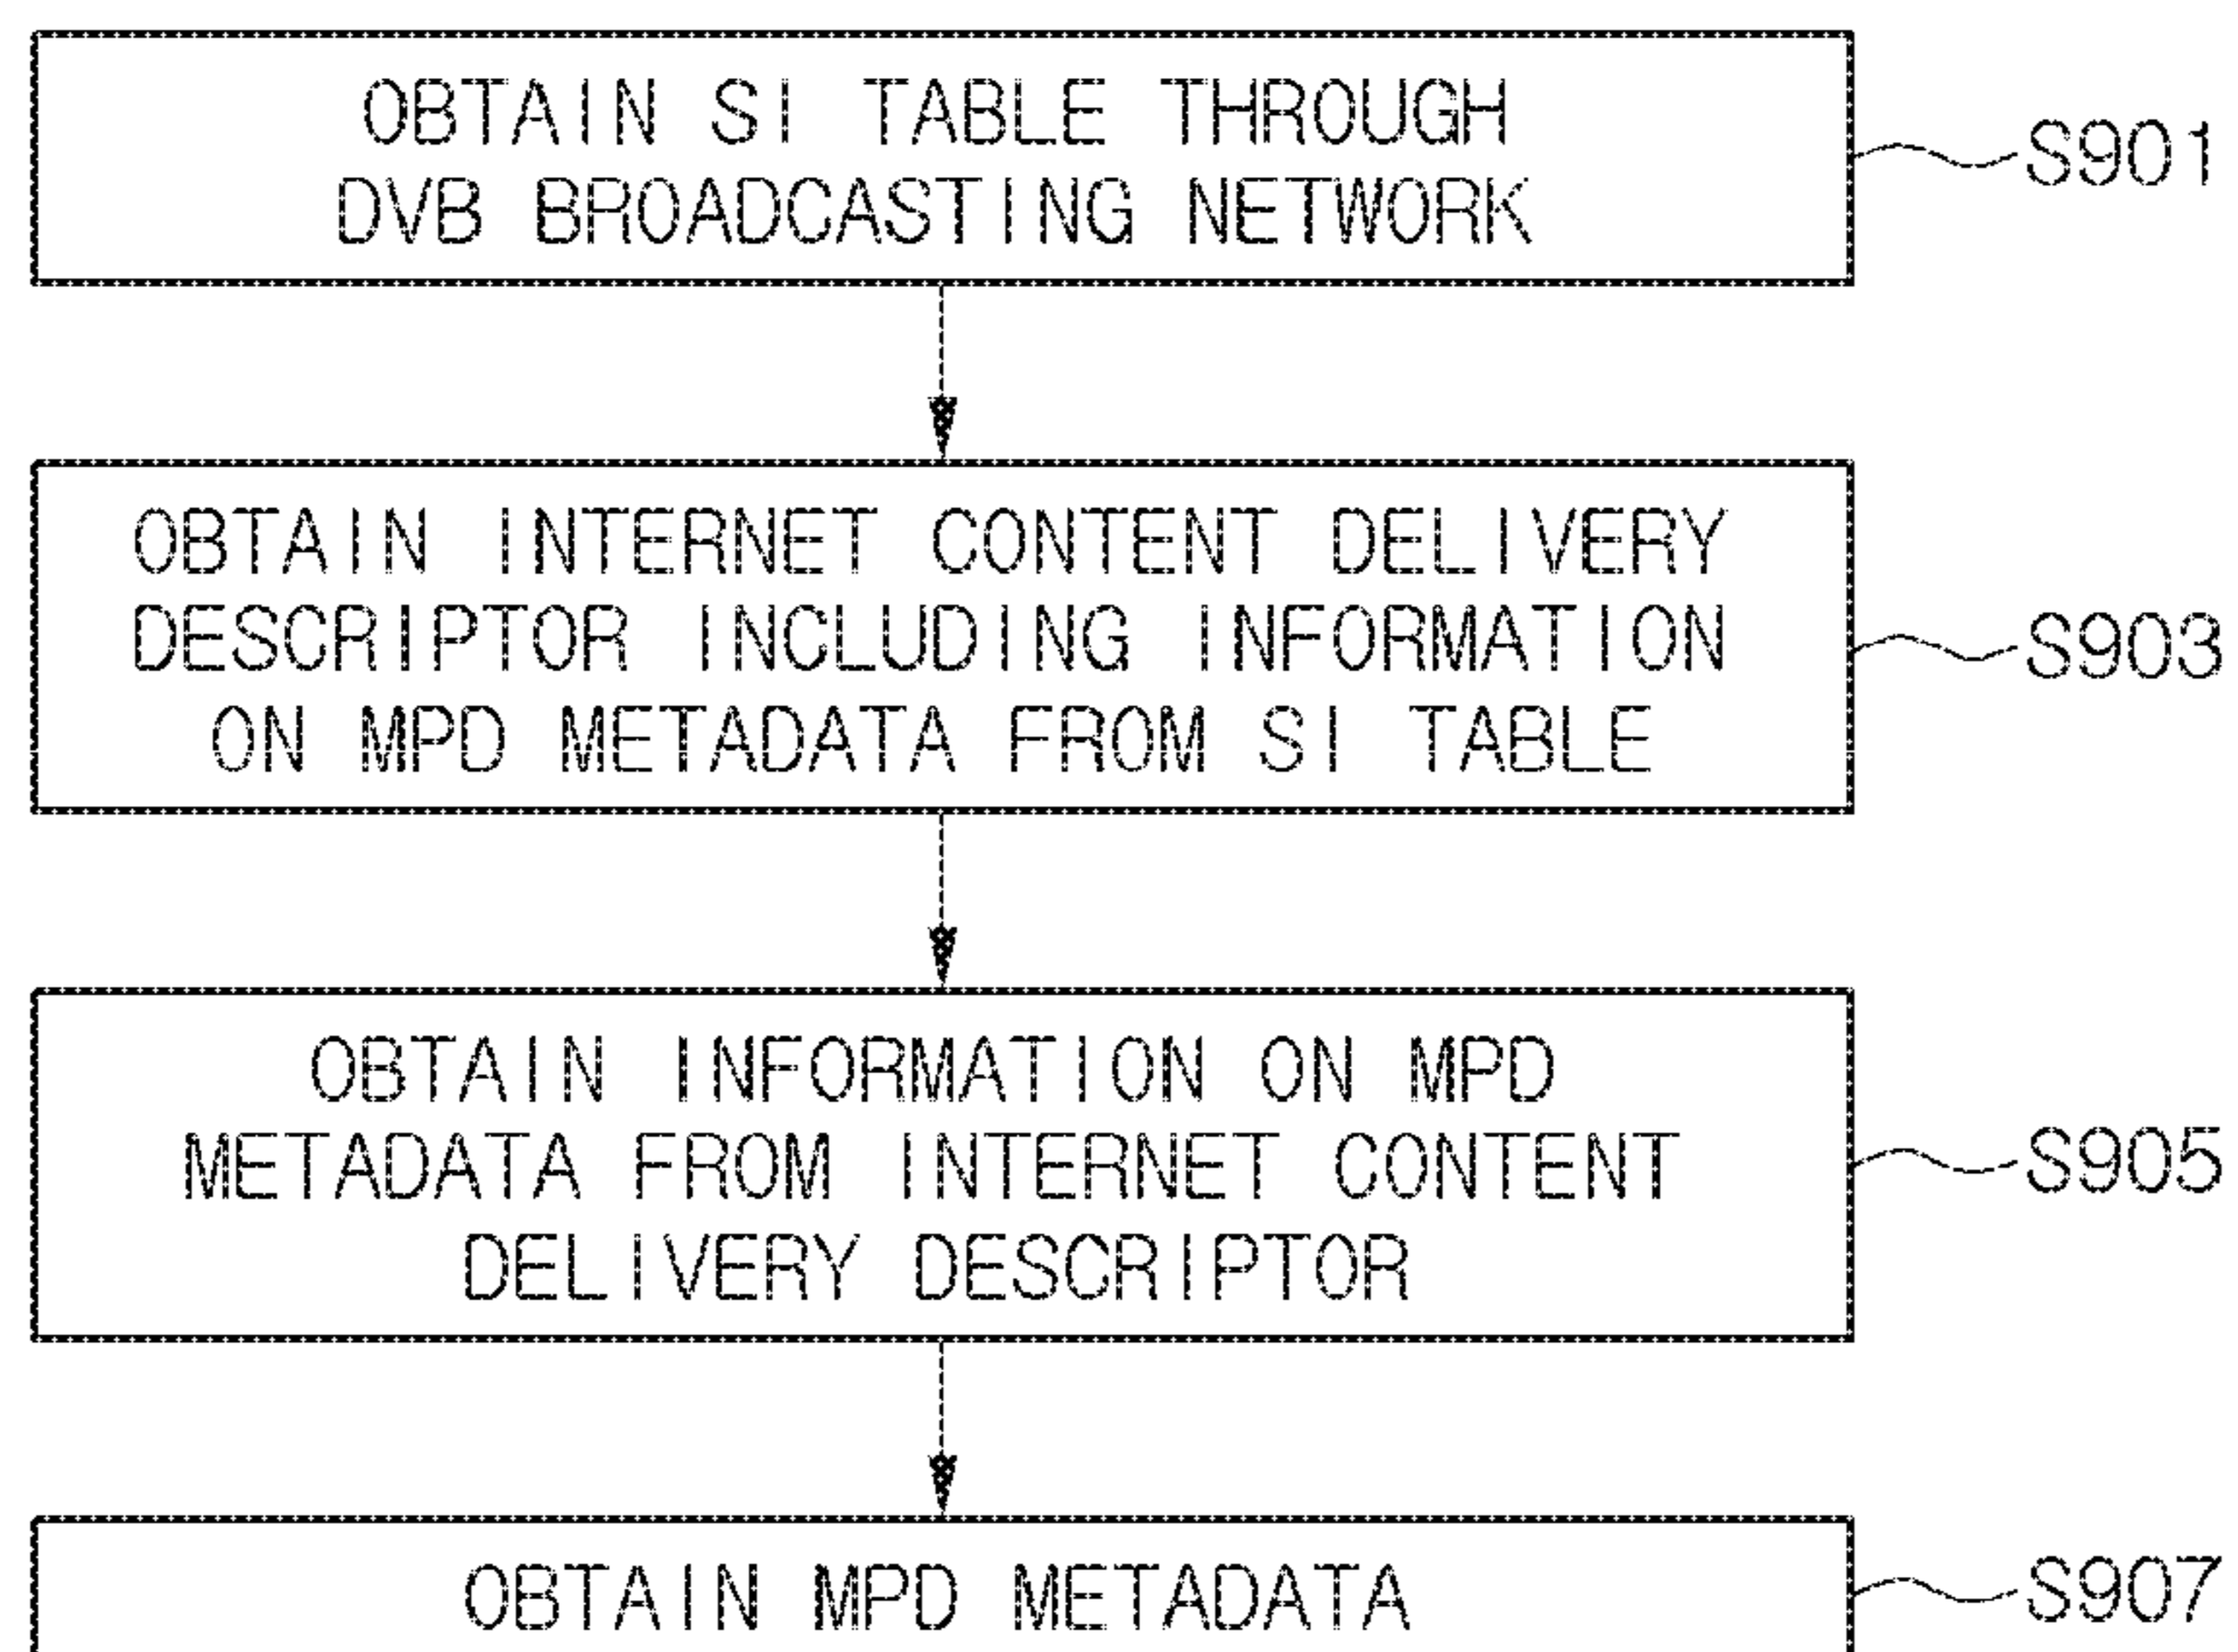 OBTAIN SI TABLE THROUGH
DVB BROADCASTING NETWORK
S901
OBTAIN INTERNET CONTENT DELIVERY
DESCRIPTOR INCLUDING INFORMATION
ON MPD METADATA FROM SI TABLE
S903
OBTAIN INFORMATION ON MPD
METADATA FROM INTERNET CONTENT
DELIVERY DESCRIPTOR
S905
OBTAIN MPD METADATA
S907